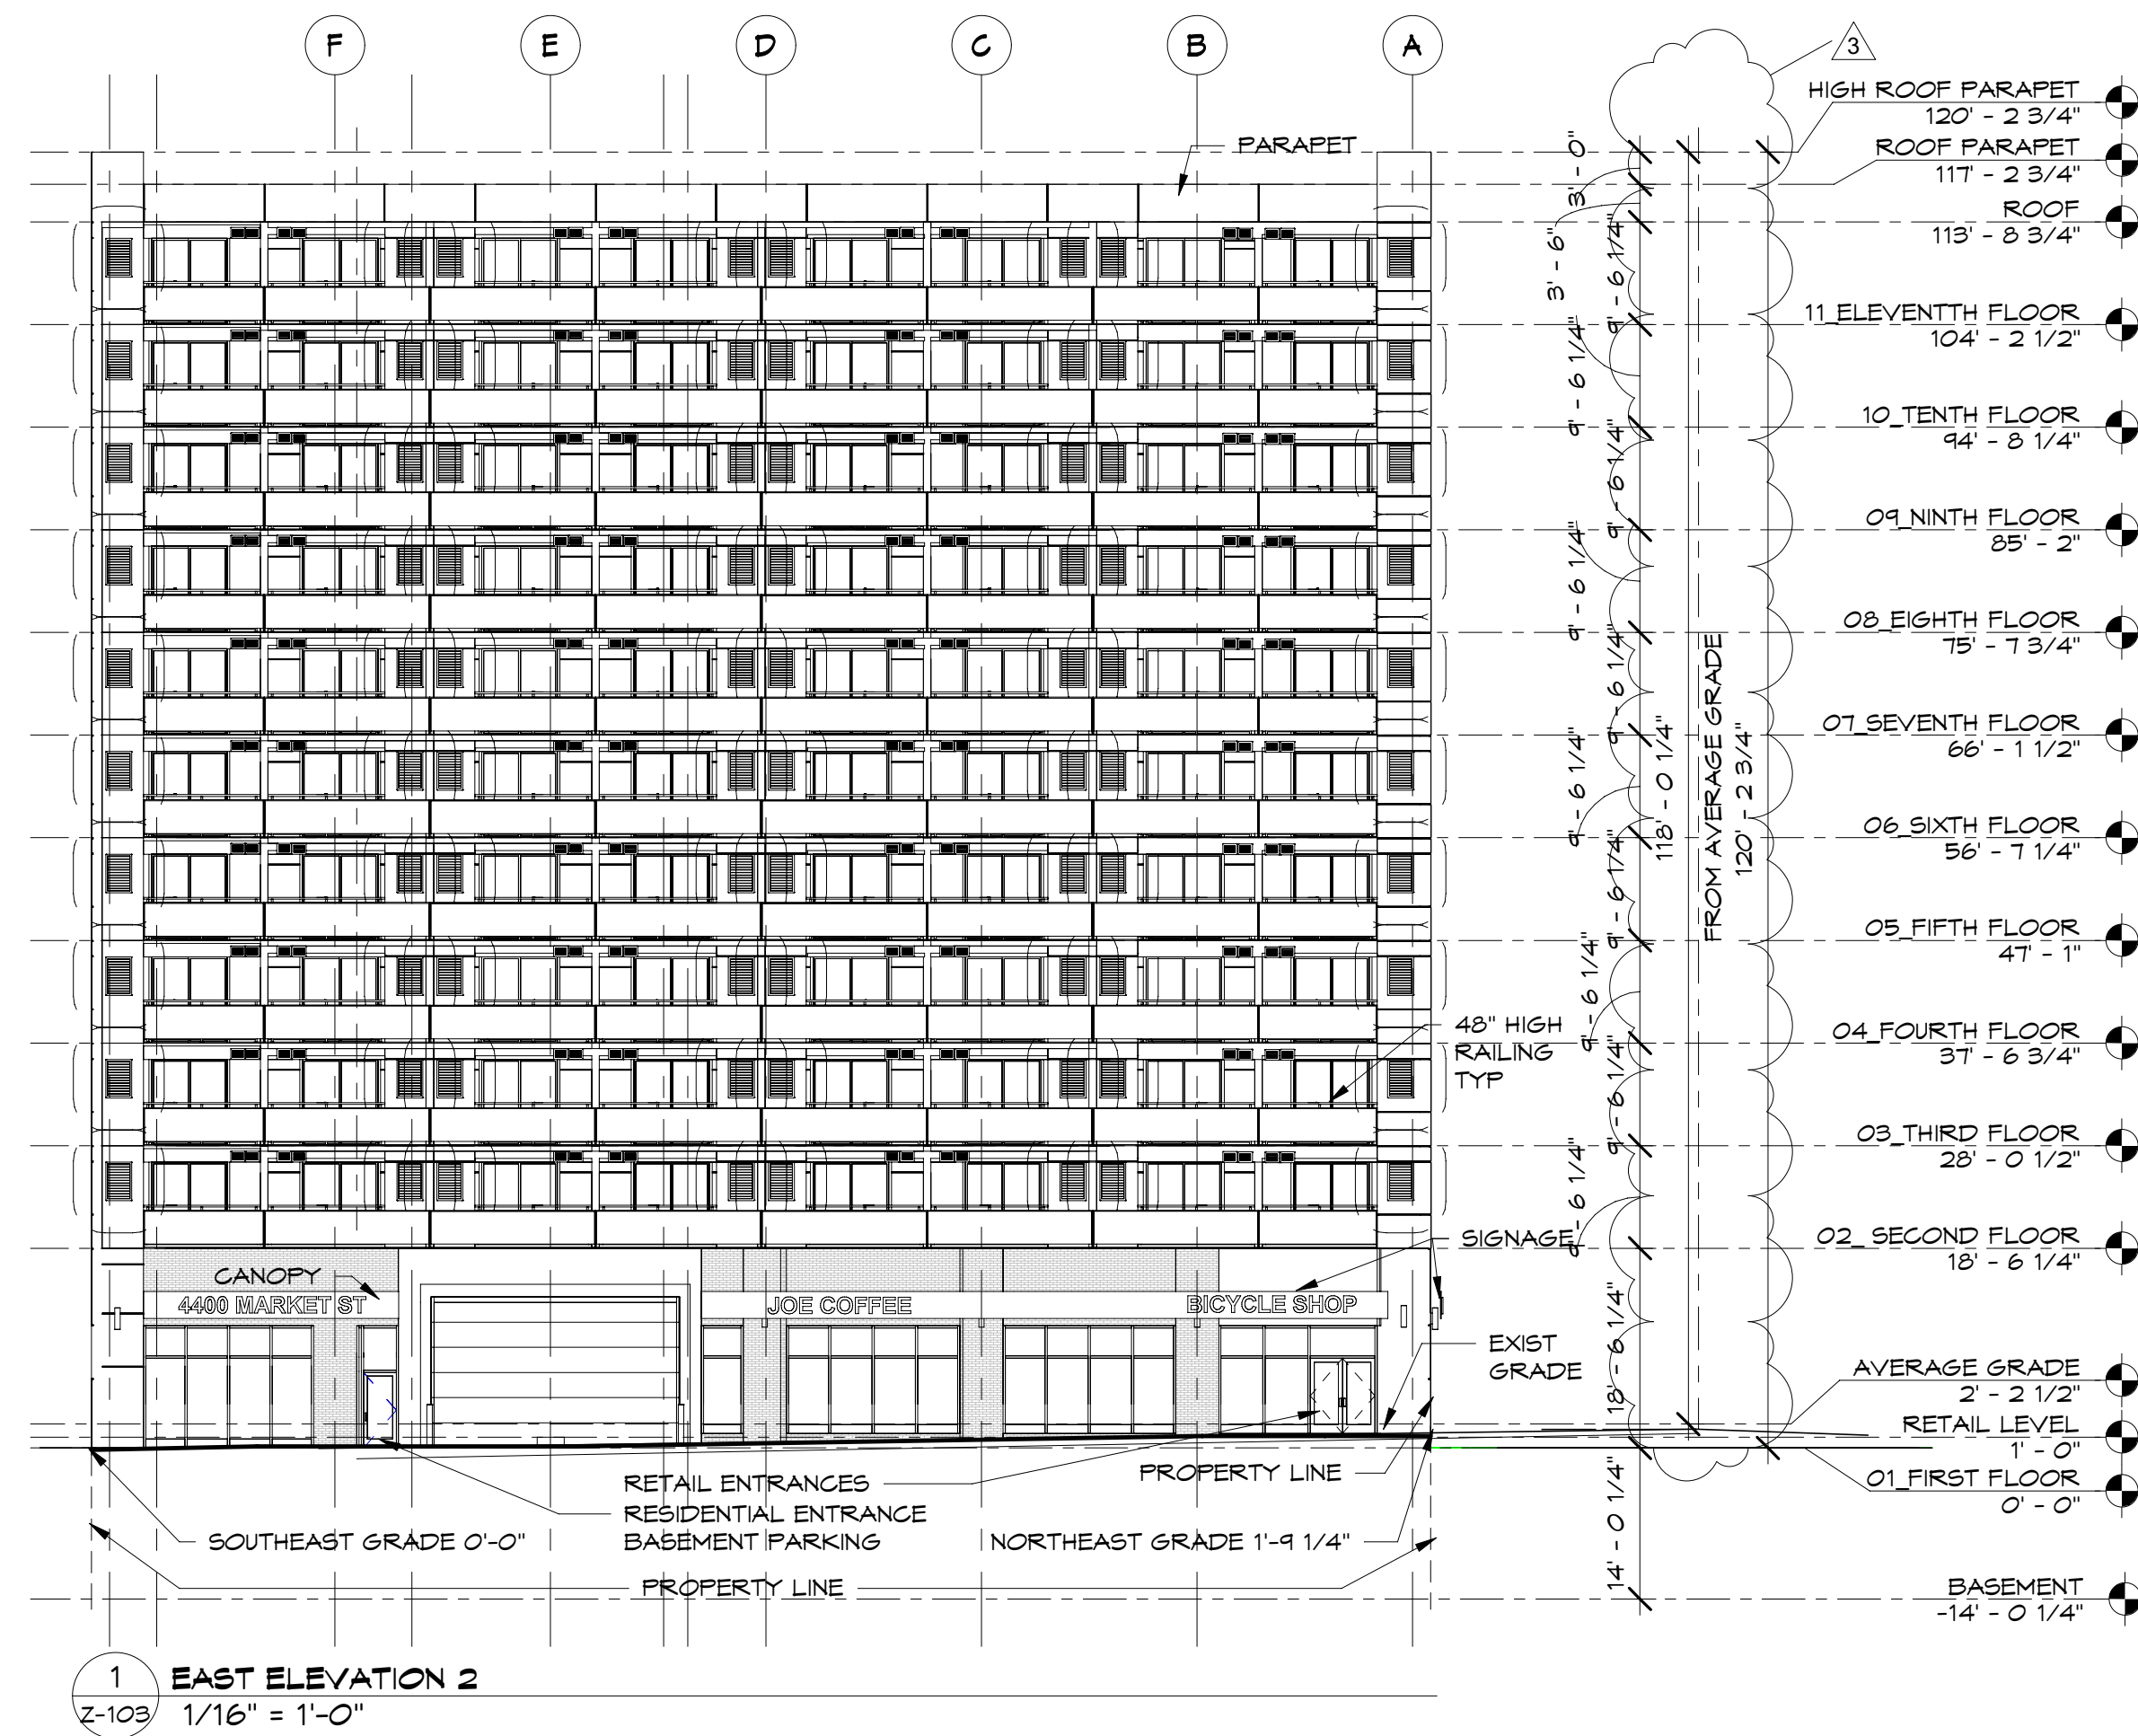 F
E
D
C
B
A
3
HIGH ROOF PARAPET
120' - 2 3/4"
PARAPET
ROOF PARAPET
117' - 2 3/4"
ROOF
113' - 8 3/4"
11_ELEVENTTH FLOOR
104' - 2 1/2"
10_TENTH FLOOR
94' - 8 1/4"
09_NINTH FLOOR
85' - 2"
08_EIGHTH FLOOR
75' - 7 3/4"
07_SEVENTH FLOOR
66' - 1 1/2"
06_SIXTH FLOOR
56' - 7 1/4"
05_FIFTH FLOOR
47' - 1"
04_FOURTH FLOOR
37' - 6 3/4"
03_THIRD FLOOR
28' - 0 1/2"
02_ SECOND FLOOR
18' - 6 1/4"
AVERAGE GRADE
2' - 2 1/2"
RETAIL LEVEL
1' - 0"
01_FIRST FLOOR
0' - 0"
BASEMENT
-14' - 0 1/4"
3' - 0"
3' - 6"
9' - 6 1/4"
9' - 6 1/4"
9' - 6 1/4"
9' - 6 1/4"
9' - 6 1/4"
9' - 6 1/4"
9' - 6 1/4"
9' - 6 1/4"
9' - 6 1/4"
9' - 6 1/4"
18' - 6 1/4"
14' - 0 1/4"
118' - 0 1/4"
FROM AVERAGE GRADE
120' - 2 3/4"
48" HIGH
RAILING
TYP
SIGNAGE
CANOPY
4400 MARKET ST
JOE COFFEE
BICYCLE SHOP
EXIST
GRADE
RETAIL ENTRANCES
PROPERTY LINE
RESIDENTIAL ENTRANCE
SOUTHEAST GRADE 0'-0"
BASEMENT PARKING
NORTHEAST GRADE 1'-9 1/4"
PROPERTY LINE
1
Z-103
EAST ELEVATION 2
1/16" = 1'-0"